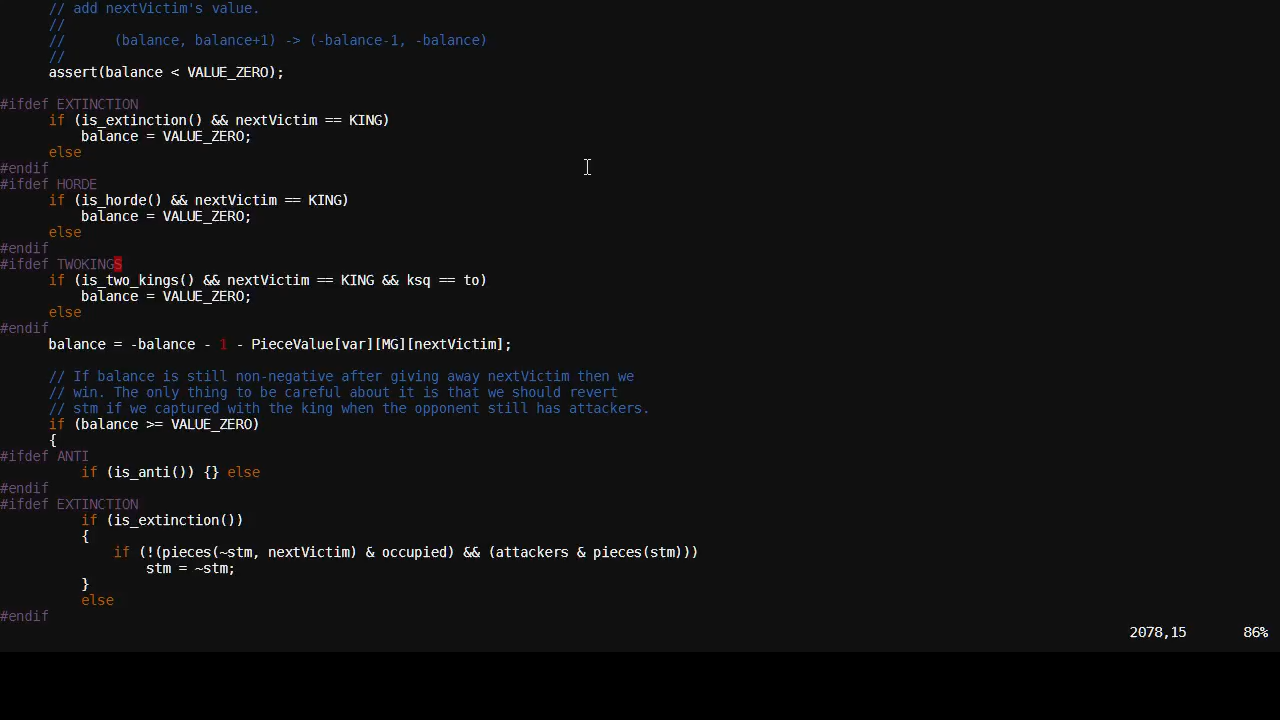 // add nextVictim's value.
//
//      (balance, balance+1) -> (-balance-1, -balance)
//
assert(balance < VALUE_ZERO);
#ifdef EXTINCTION
if (is_extinction() && nextVictim == KING)
balance = VALUE_ZERO;
else
#endif
#ifdef HORDE
if (is_horde() && nextVictim == KING)
balance = VALUE_ZERO;
else
#endif
#ifdef TWOKINGS
if (is_two_kings() && nextVictim == KING && ksq == to)
balance = VALUE_ZERO;
else
#endif
balance = -balance - 1 - PieceValue[var][MG][nextVictim];
// If balance is still non-negative after giving away nextVictim then we
// win. The only thing to be careful about it is that we should revert
// stm if we captured with the king when the opponent still has attackers.
if (balance >= VALUE_ZERO)
{
#ifdef ANTI
if (is_anti()) {} else
#endif
#ifdef EXTINCTION
if (is_extinction())
{
if (!(pieces(~stm, nextVictim) & occupied) && (attackers & pieces(stm)))
stm = ~stm;
}
else
#endif
2078,15 86%